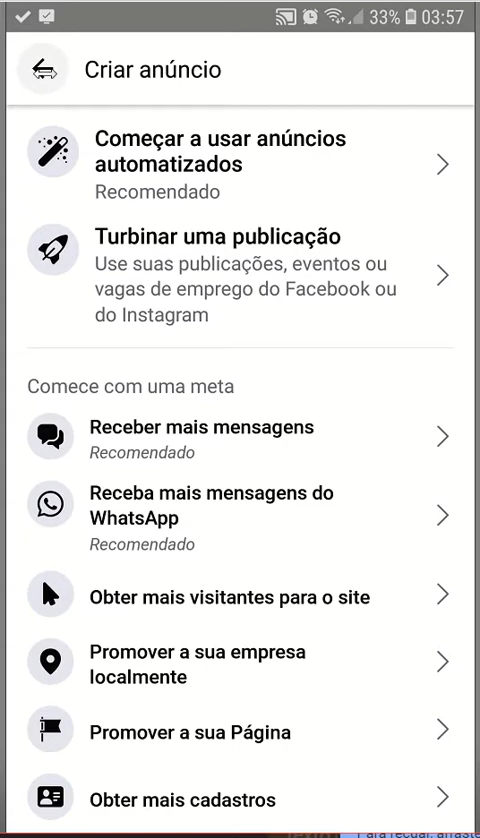 33% 03:57
Criar anúncio
Começar a usar anúncios
automatizados
Recomendado
Turbinar uma publicação
Use suas publicações, eventos ou
vagas de emprego do Facebook ou
do Instagram
Comece com uma meta
Receber mais mensagens
Recomendado
Receba mais mensagens do
WhatsApp
Recomendado
Obter mais visitantes para o site
Promover a sua empresa
localmente
Promover a sua Página
Obter mais cadastros